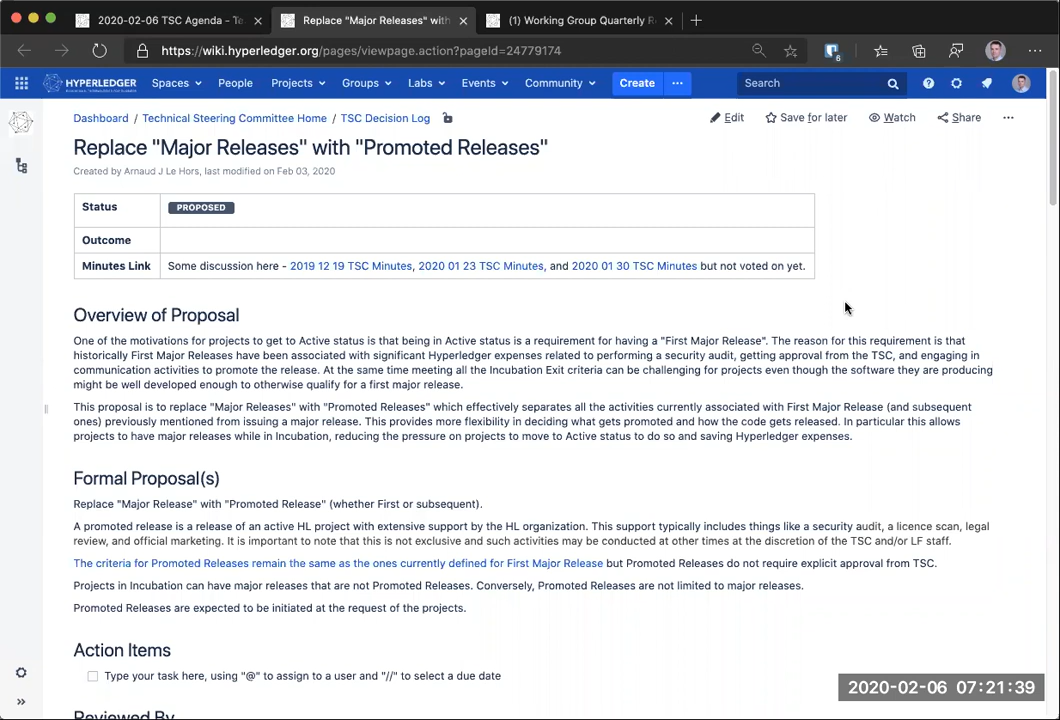 2020-02-06 TSC Agenda - Te
Replace "Major Releases" with
(1) Working Group Quarterly R
https://wiki.hyperledger.org/pages/viewpage.action?pageId=24779174
6
HYPERLEDGER
Spaces
People
Projects
Groups
Labs
Events
Community
Create
Search
Dashboard / Technical Steering Committee Home / TSC Decision Log
Edit
Save for later
Watch
Share
Replace "Major Releases" with "Promoted Releases"
Created by Arnaud J Le Hors, last modified on Feb 03, 2020
Status PROPOSED
Outcome
Minutes Link Some discussion here - 2019 12 19 TSC Minutes, 2020 01 23 TSC Minutes, and 2020 01 30 TSC Minutes but not voted on yet.
Overview of Proposal
One of the motivations for projects to get to Active status is that being in Active status is a requirement for having a "First Major Release". The reason for this requirement is that
historically First Major Releases have been associated with significant Hyperledger expenses related to performing a security audit, getting approval from the TSC, and engaging in
communication activities to promote the release. At the same time meeting all the Incubation Exit criteria can be challenging for projects even though the software they are producing
might be well developed enough to otherwise qualify for a first major release.
This proposal is to replace "Major Releases" with "Promoted Releases" which effectively separates all the activities currently associated with First Major Release (and subsequent
ones) previously mentioned from issuing a major release. This provides more flexibility in deciding what gets promoted and how the code gets released. In particular this allows
projects to have major releases while in Incubation, reducing the pressure on projects to move to Active status to do so and saving Hyperledger expenses.
Formal Proposal(s)
Replace "Major Release" with "Promoted Release" (whether First or subsequent).
A promoted release is a release of an active HL project with extensive support by the HL organization. This support typically includes things like a security audit, a licence scan, legal
review, and official marketing. It is important to note that this is not exclusive and such activities may be conducted at other times at the discretion of the TSC and/or LF staff.
The criteria for Promoted Releases remain the same as the ones currently defined for First Major Release but Promoted Releases do not require explicit approval from TSC.
Projects in Incubation can have major releases that are not Promoted Releases. Conversely, Promoted Releases are not limited to major releases.
Promoted Releases are expected to be initiated at the request of the projects.
Action Items
Type your task here, using "@" to assign to a user and "//" to select a due date
Reviewed By
2020-02-06 07:21:39